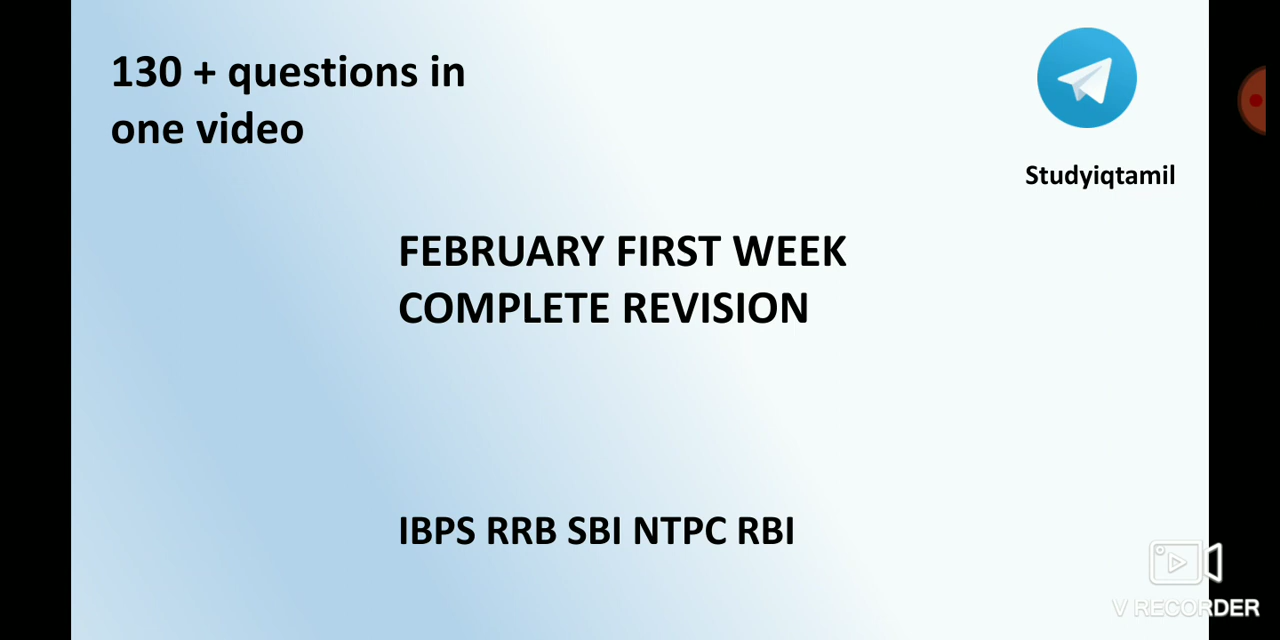 130 + questions in
one video
Studyiqtamil
FEBRUARY FIRST WEEK
COMPLETE REVISION
IBPS RRB SBI NTPC RBI
V RECORDER